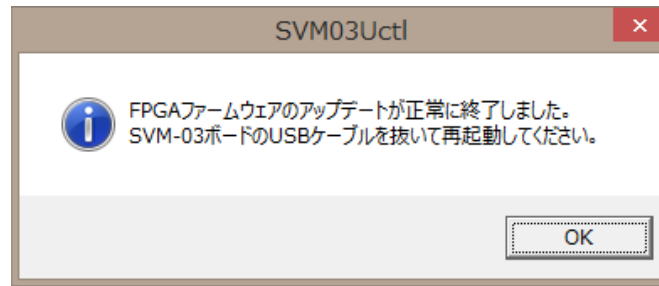 SVM03Uctl
FPGAファームウェアのアップデートが正常に終了しました。
SVM-03ボードのUSBケーブルを抜いて再起動してください。
OK